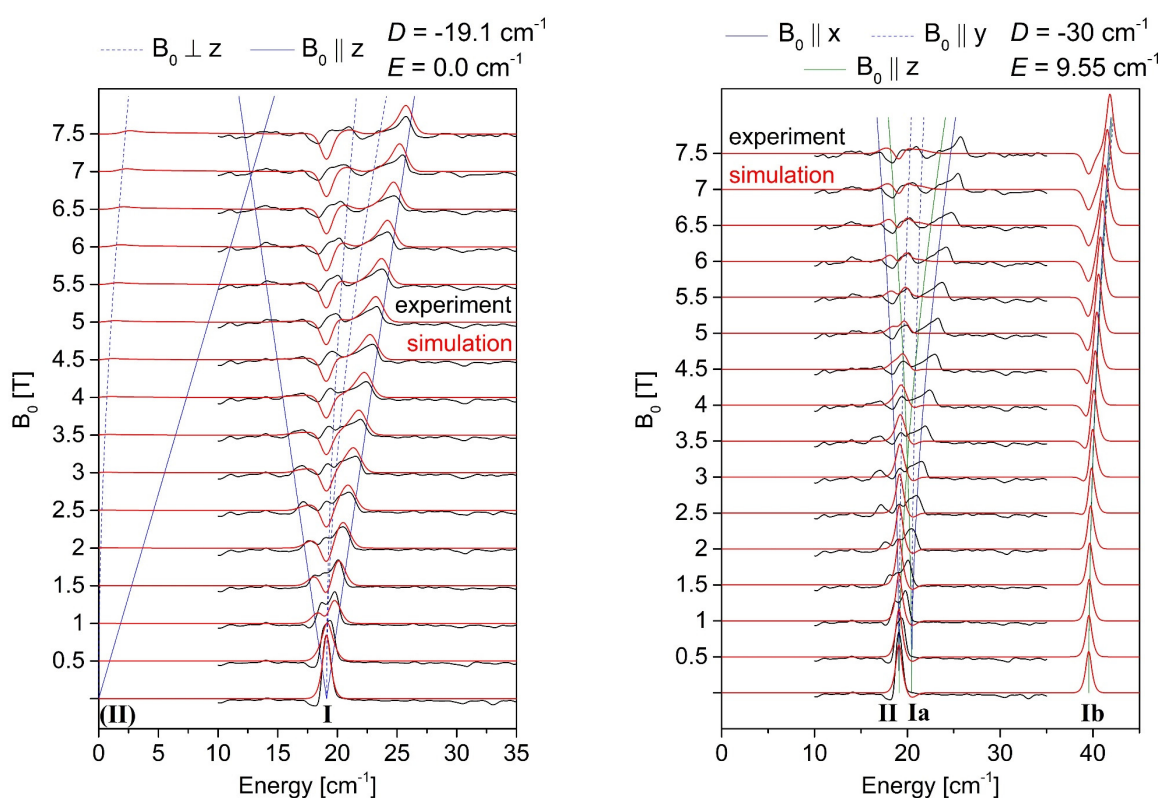 B₀ ⊥ z B₀ ∥ z D = -19.1 cm⁻¹
E = 0.0 cm⁻¹
7.5
7
6.5
6
5.5
5
4.5
4
3.5
3
2.5
2
1.5
1
0.5
B₀ [T]
experiment
simulation
(II) I
0 5 10 15 20 25 30 35
Energy [cm⁻¹]
B₀ ∥ x B₀ ∥ y D = -30 cm⁻¹
B₀ ∥ z E = 9.55 cm⁻¹
experiment
simulation
7.5
7
6.5
6
5.5
5
4.5
4
3.5
3
2.5
2
1.5
1
0.5
B₀ [T]
II Ia Ib
0 10 20 30 40
Energy [cm⁻¹]